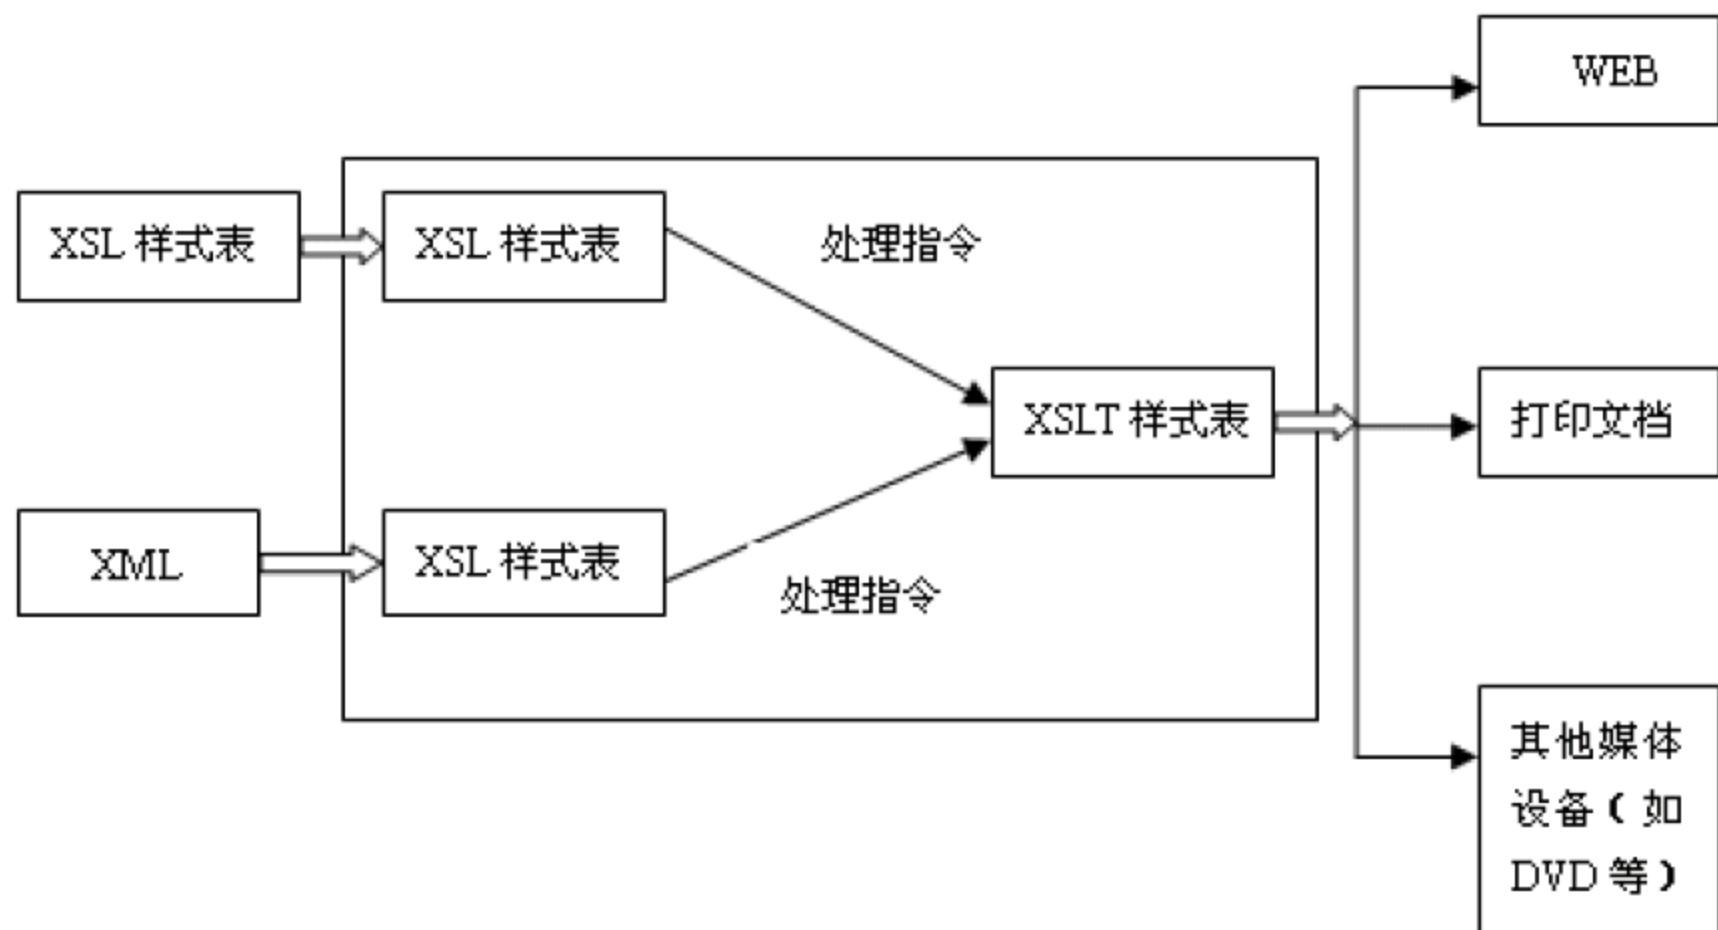 WEB
XSL 样式表
XSL 样式表
处理指令
XSLT 样式表
打印文档
XML
XSL 样式表
处理指令
其他媒体
设备（如
DVD 等）